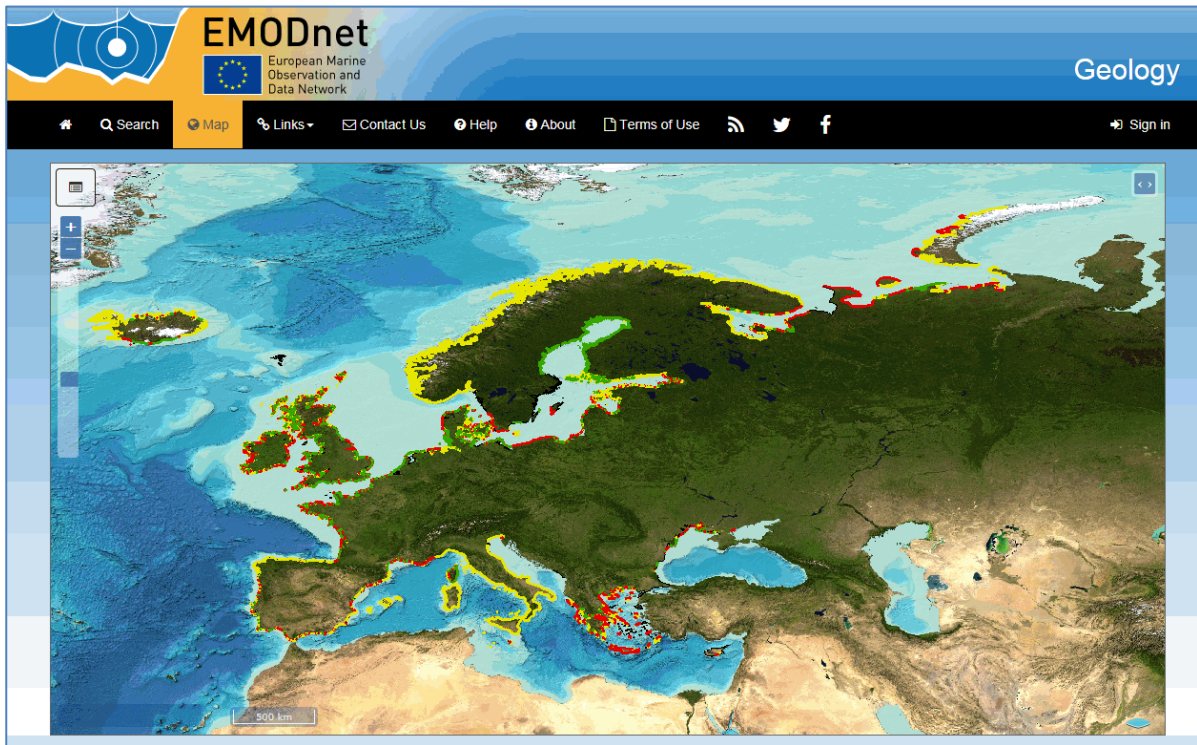 EMODnet
European Marine
Observation and
Data Network
Geology
Search
Map
Links
Contact Us
Help
About
Terms of Use
Sign in
+
−
500 km